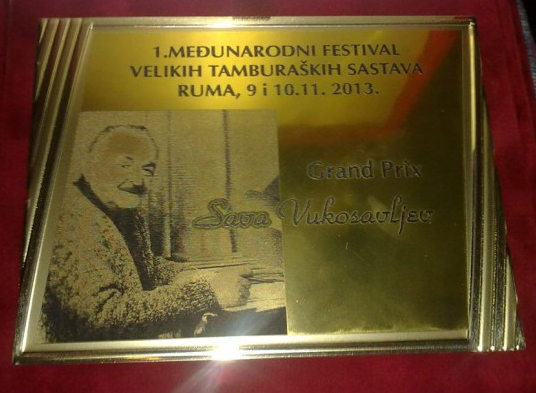 1.MEĐUNARODNI FESTIVAL
VELIKIH TAMBURAŠKIH SASTAVA
RUMA, 9 i 10.11. 2013.
Grand Prix
Sava Vukosavljev